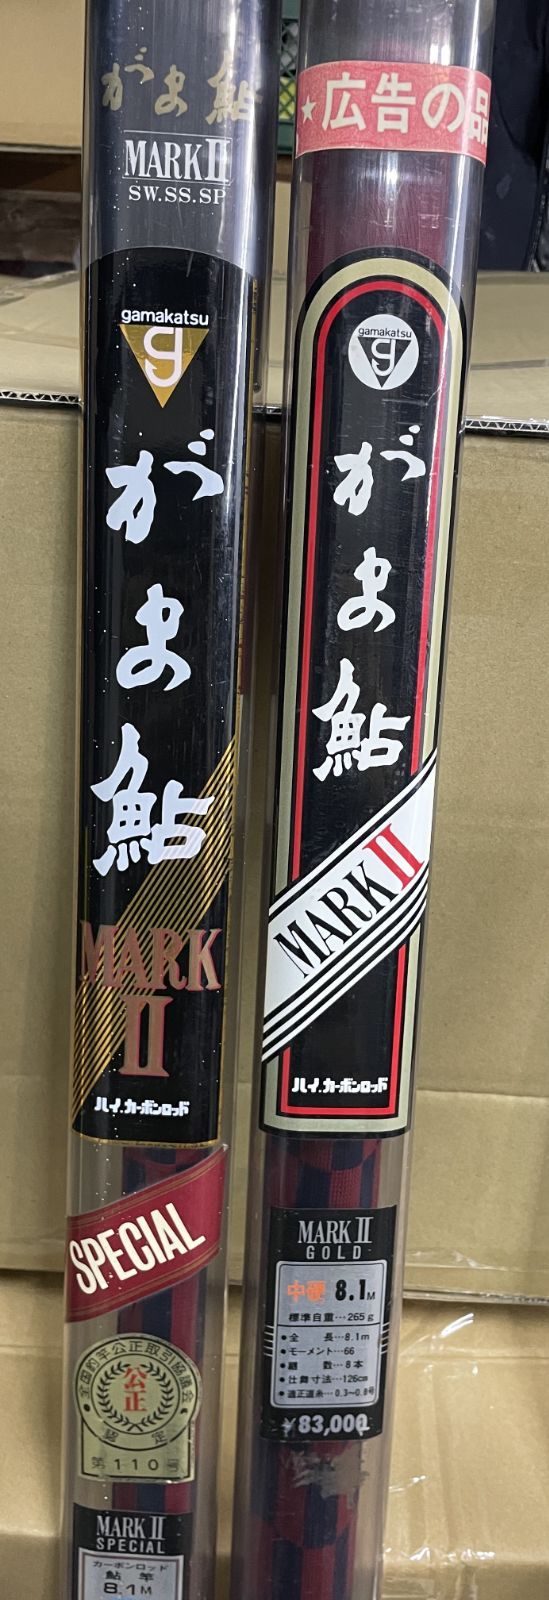 がま鮎
MARK II
SW.SS.SP
gamakatsu
g
がま鮎
MARK
II
ハイ.カーボンロッド
SPECIAL
全国釣竿公正取引協議会
公正
認定
第110号
MARK II
SPECIAL
カーボンロッド
鮎竿
8.1M
★広告の品
gamakatsu
g
がま鮎
MARK II
ハイ.カーボンロッド
MARK II
GOLD
中硬 8.1M
標準自重…265g
●全長…8.1m
●モーメント…66
●継数…8本
●仕舞寸法…126cm
●適正道糸…0.3~0.8号
¥83,000